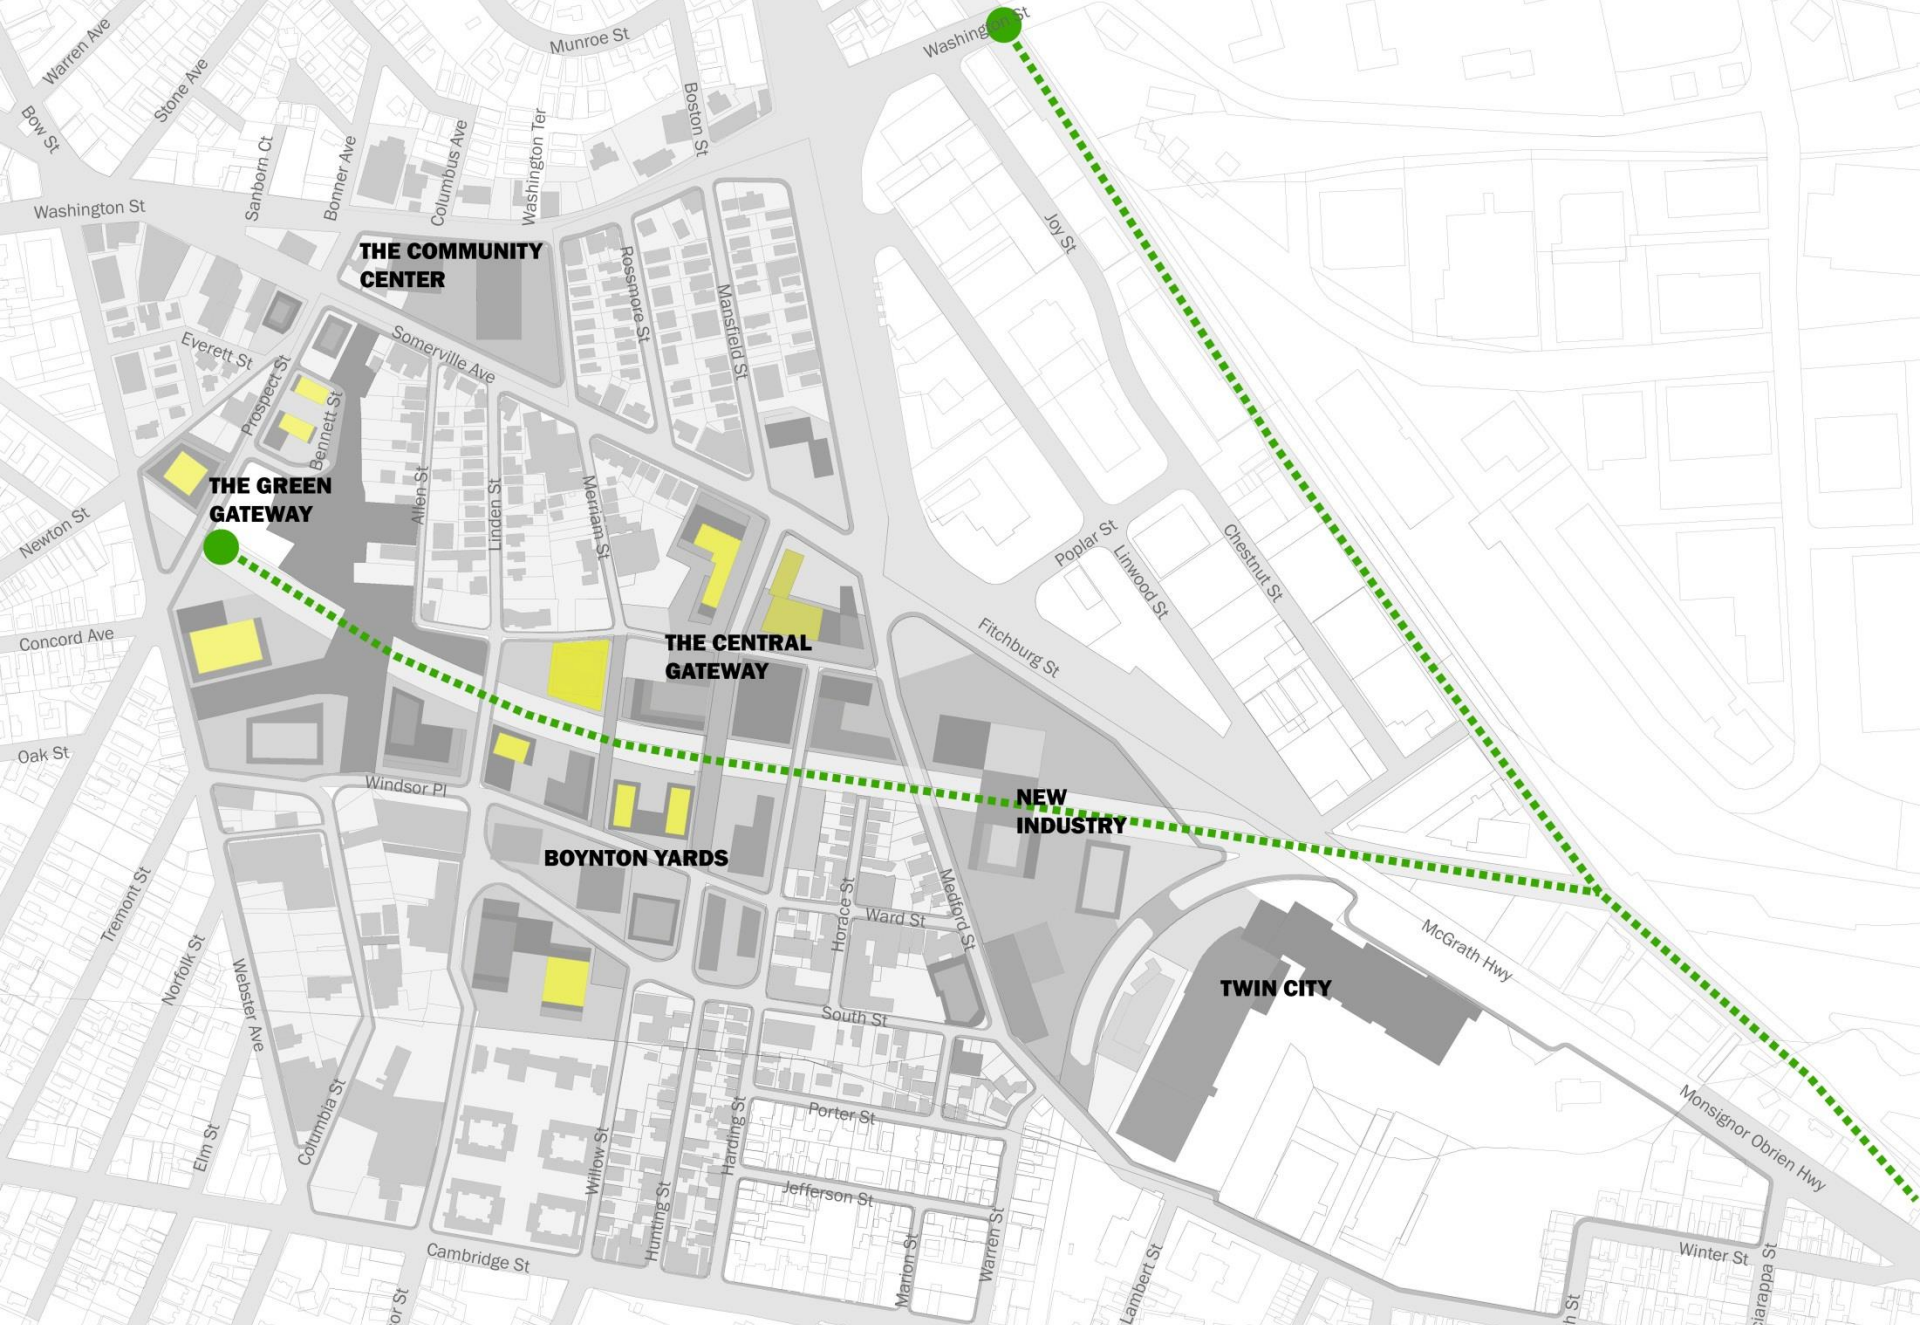 Warren Ave
Munroe St
Washington St
Stone Ave
Bow St
Boston St
Sanborn Ct
Bonner Ave
Columbus Ave
Washington Ter
Washington St
Joy St
THE COMMUNITY
CENTER
Rossmore St
Mansfield St
Everett St
Somerville Ave
Prospect St
Bennett St
THE GREEN
GATEWAY
Allen St
Linden St
Merriam St
Newton St
Poplar St
Linwood St
Chestnut St
Concord Ave
THE CENTRAL
GATEWAY
Fitchburg St
Oak St
Windsor Pl
NEW
INDUSTRY
BOYNTON YARDS
Tremont St
Horace St
Ward St
Medford St
McGrath Hwy
Norfolk St
Webster Ave
TWIN CITY
South St
Columbia St
Elm St
Porter St
Harding St
Willow St
Monsignor Obrien Hwy
Jefferson St
Hunting St
Marion St
Warren St
Cambridge St
Lambert St
Winter St
or St
h St
iarappa St